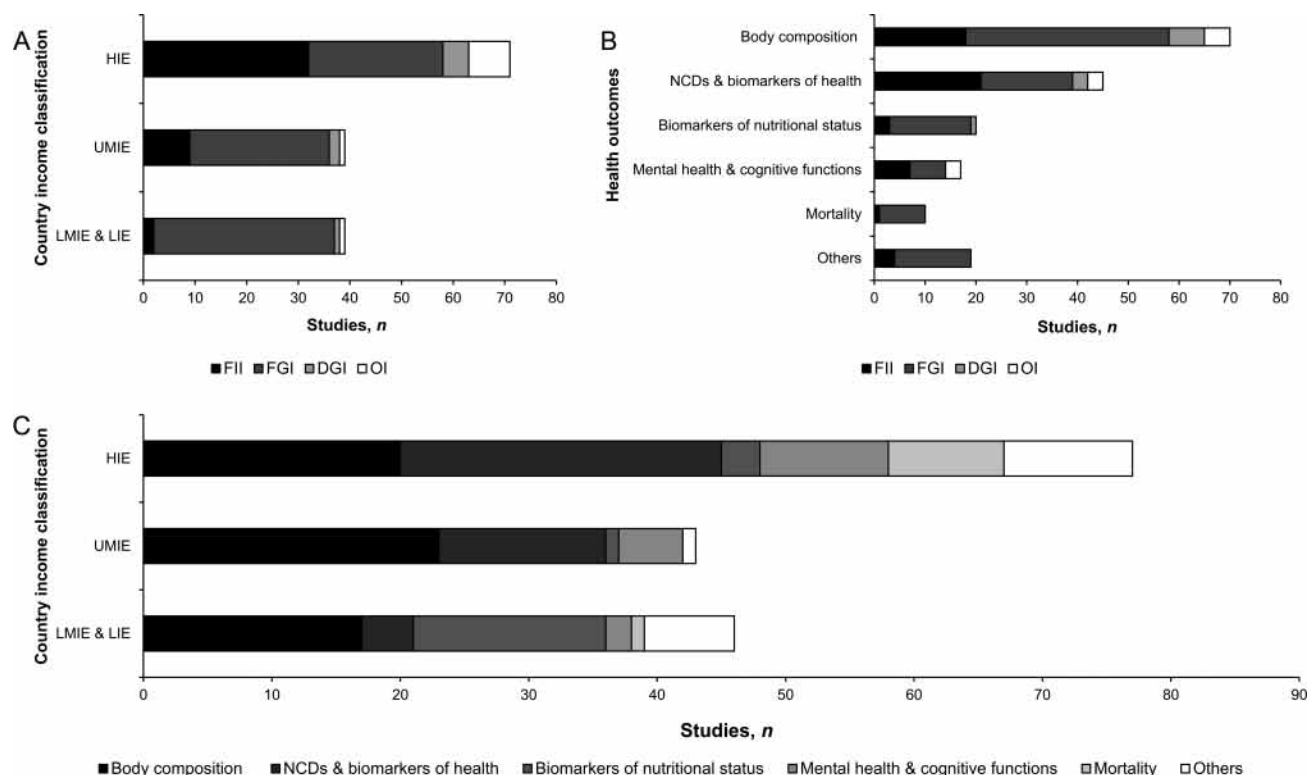 A
Country income classification
HIE
UMIE
LMIE & LIE
0 10 20 30 40 50 60 70 80
Studies, n
FII FGI DGI OI
B
Health outcomes
Body composition
NCDs & biomarkers of health
Biomarkers of nutritional status
Mental health & cognitive functions
Mortality
Others
0 10 20 30 40 50 60 70 80
Studies, n
FII FGI DGI OI
C
Country income classification
HIE
UMIE
LMIE & LIE
0 10 20 30 40 50 60 70 80 90
Studies, n
Body composition NCDs & biomarkers of health Biomarkers of nutritional status Mental health & cognitive functions Mortality Others